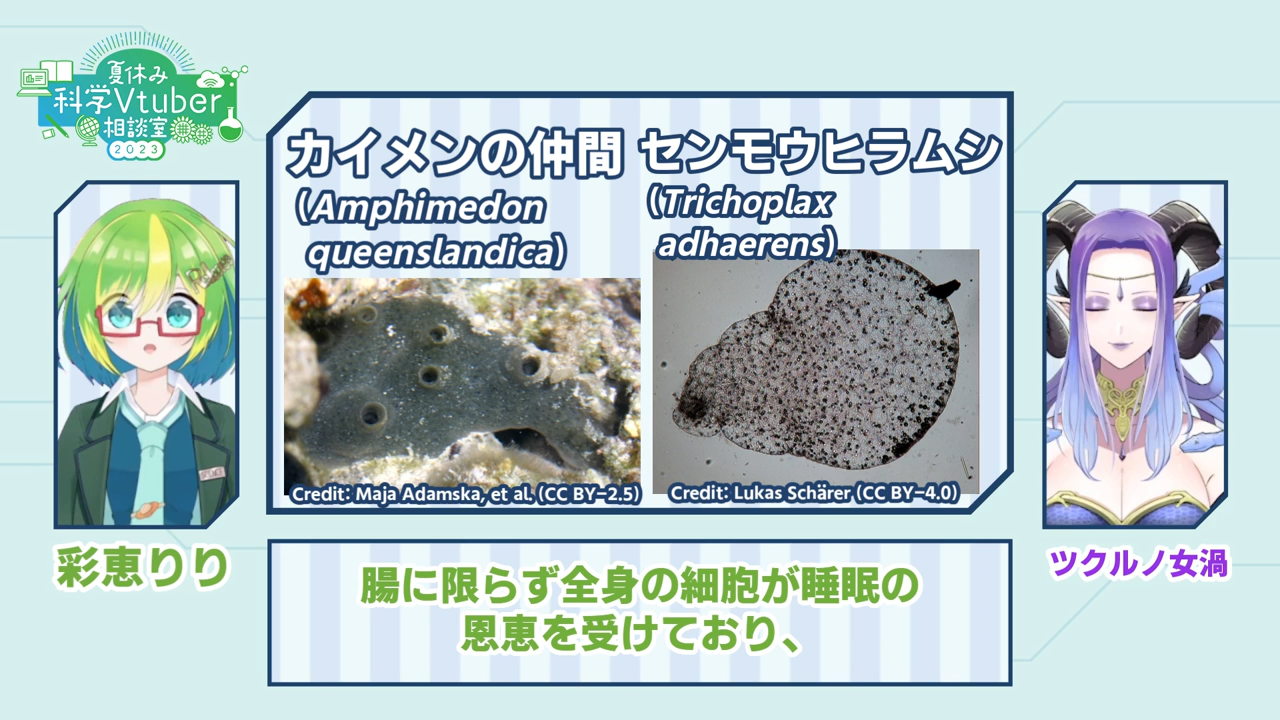 夏休み
科学Vtuber
相談室
2023
カイメンの仲間
(Amphimedon
queenslandica)
センモウヒラムシ
(Trichoplax
adhaerens)
Credit: Maja Adamska, et al. (CC BY-2.5)
Credit: Lukas Schärer (CC BY-4.0)
彩恵りり
ツクルノ女渦
腸に限らず全身の細胞が睡眠の
恩恵を受けており、